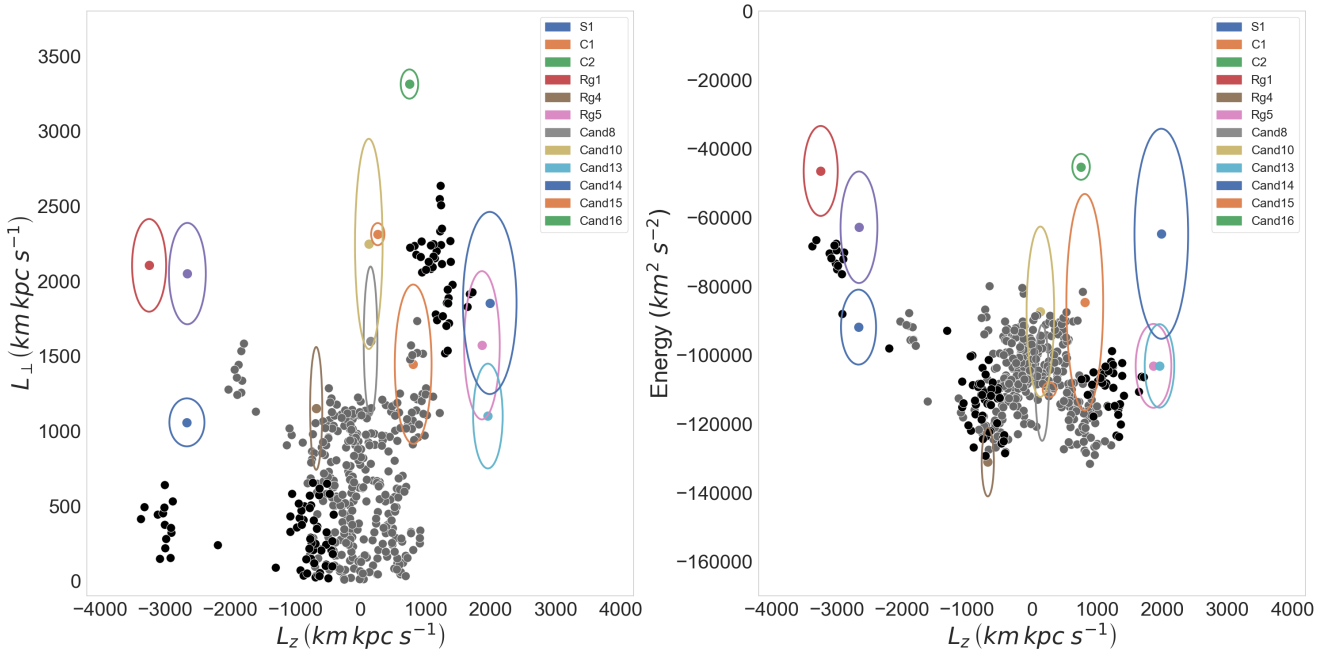 3500
3000
2500
2000
1500
1000
500
0
L⊥ (km kpc s−1)
−4000 −3000 −2000 −1000 0 1000 2000 3000 4000
Lz (km kpc s−1)
S1
C1
C2
Rg1
Rg4
Rg5
Cand8
Cand10
Cand13
Cand14
Cand15
Cand16
0
−20000
−40000
−60000
−80000
−100000
−120000
−140000
−160000
Energy (km2 s−2)
−4000 −3000 −2000 −1000 0 1000 2000 3000 4000
Lz (km kpc s−1)
S1
C1
C2
Rg1
Rg4
Rg5
Cand8
Cand10
Cand13
Cand14
Cand15
Cand16